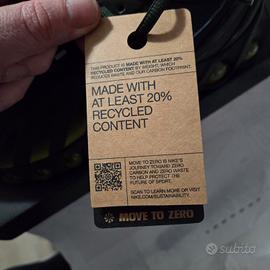 THIS PRODUCT IS MADE WITH AT LEAST 20%
RECYCLED CONTENT BY WEIGHT, WHICH
REDUCES WASTE AND OUR CARBON FOOTPRINT.
MADE WITH
AT LEAST 20%
RECYCLED
CONTENT
MOVE TO ZERO IS NIKE'S
JOURNEY TOWARD ZERO
CARBON AND ZERO WASTE
TO HELP PROTECT THE
FUTURE OF SPORT.
SCAN TO LEARN MORE OR VISIT
NIKE.COM/SUSTAINABILITY.
MOVE TO ZERO
subito